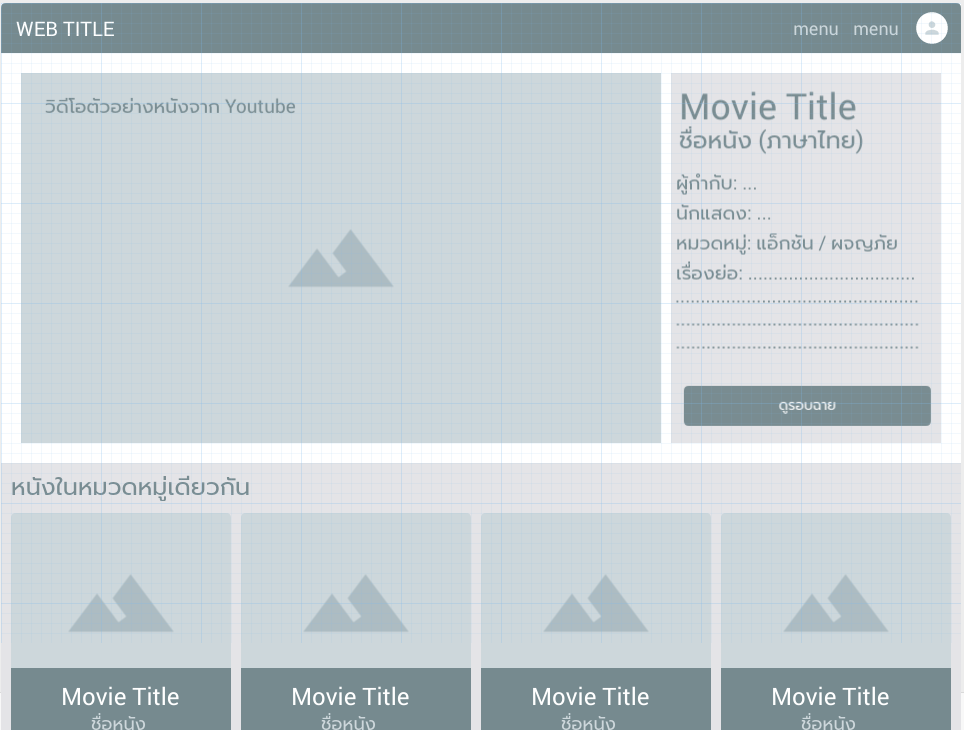 WEB TITLE menu menu
วิดีโอตัวอย่างหนังจาก Youtube
Movie Title
ชื่อหนัง (ภาษาไทย)
ผู้กำกับ: ...
นักแสดง: ...
หมวดหมู่: แอ็กชัน / ผจญภัย
เรื่องย่อ: .................................
................................................
................................................
................................................
ดูรอบฉาย
หนังในหมวดหมู่เดียวกัน
Movie Title Movie Title Movie Title Movie Title
ชื่อหนัง ชื่อหนัง ชื่อหนัง ชื่อหนัง